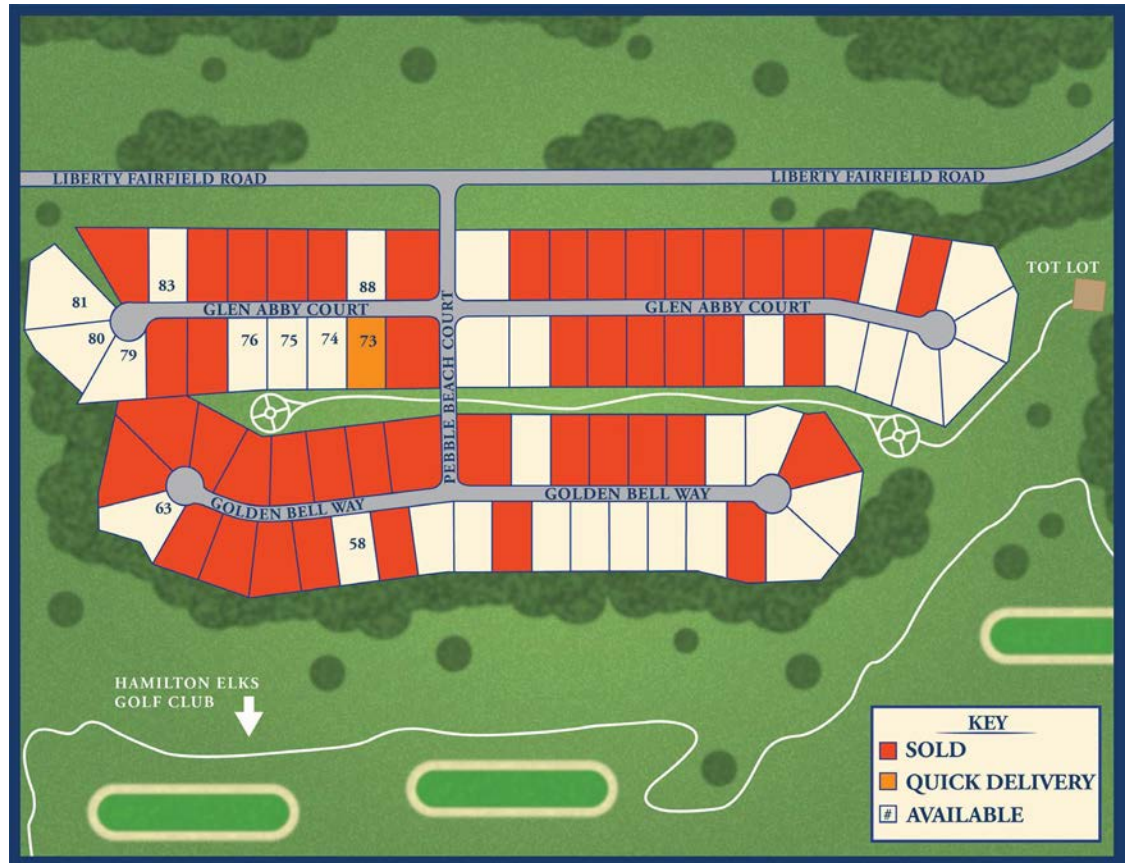 LIBERTY FAIRFIELD ROAD
LIBERTY FAIRFIELD ROAD
TOT LOT
83
88
81
GLEN ABBY COURT
GLEN ABBY COURT
80
79
76
75
74
73
PEBBLE BEACH COURT
63
GOLDEN BELL WAY
GOLDEN BELL WAY
58
HAMILTON ELKS
GOLF CLUB
KEY
SOLD
QUICK DELIVERY
# AVAILABLE